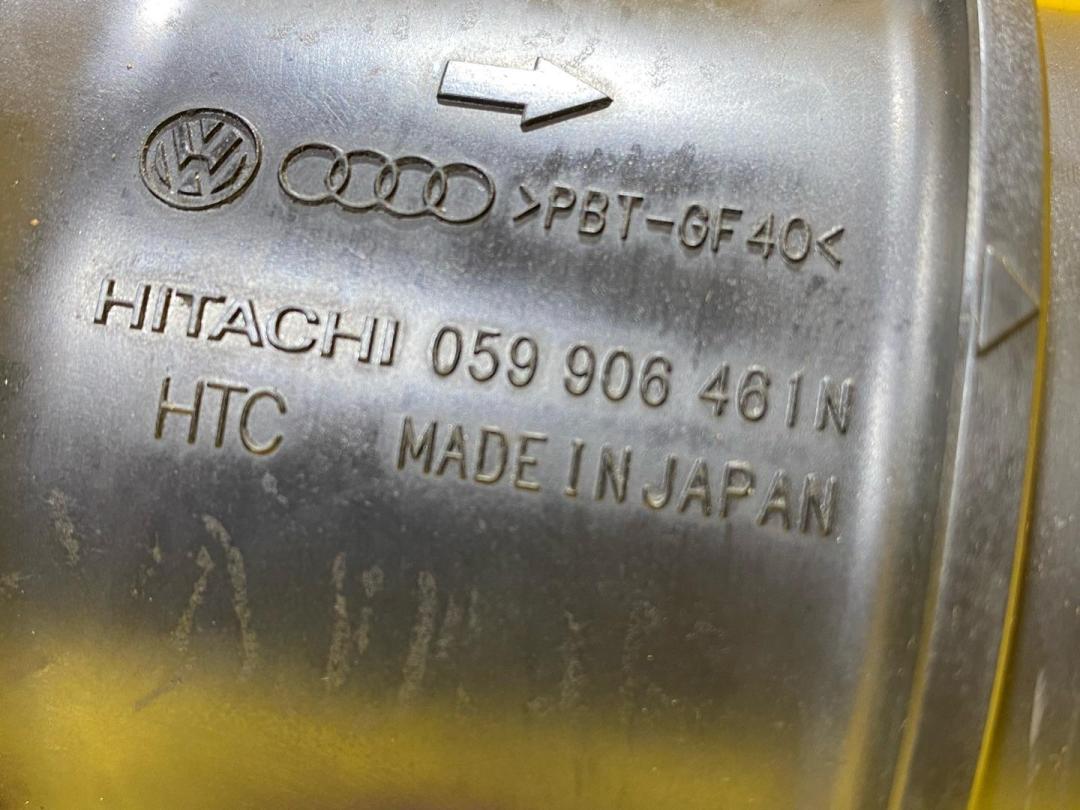 >PBT-GF40<
HITACHI 059 906 461N
HTC MADE IN JAPAN